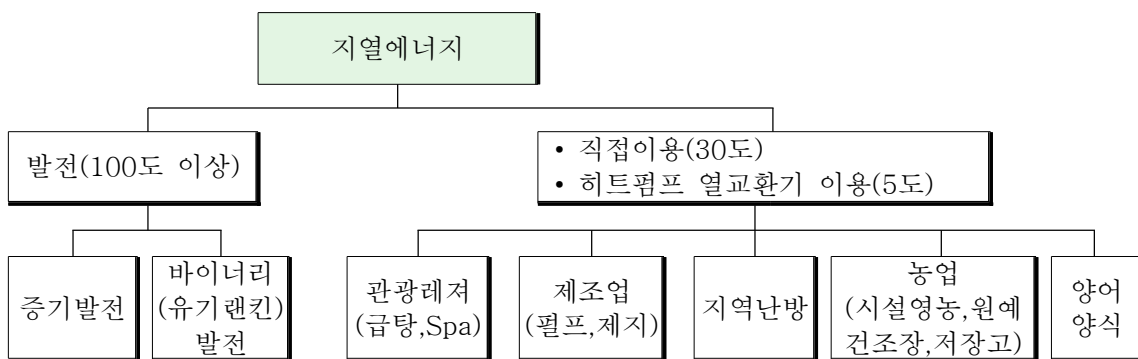 지열에너지
발전(100도 이상)
• 직접이용(30도)
• 히트펌프 열교환기 이용(5도)
증기발전
바이너리
(유기랜킨)
발전
관광레져
(급탕,Spa)
제조업
(펄프,제지)
지역난방
농업
(시설영농,원예
건조장,저장고)
양어
양식